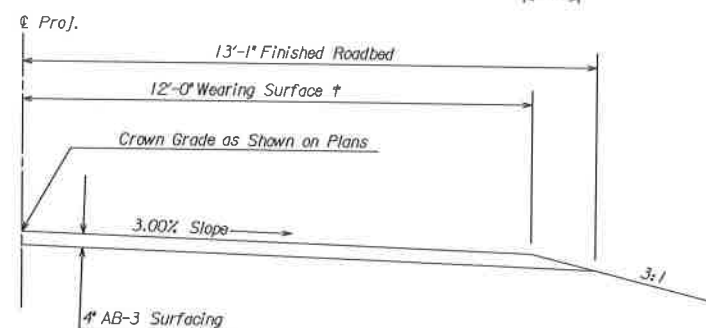 ℄ Proj.
13'-1" Finished Roadbed
12'-0" Wearing Surface †
Crown Grade as Shown on Plans
3.00% Slope
3:1
4" AB-3 Surfacing